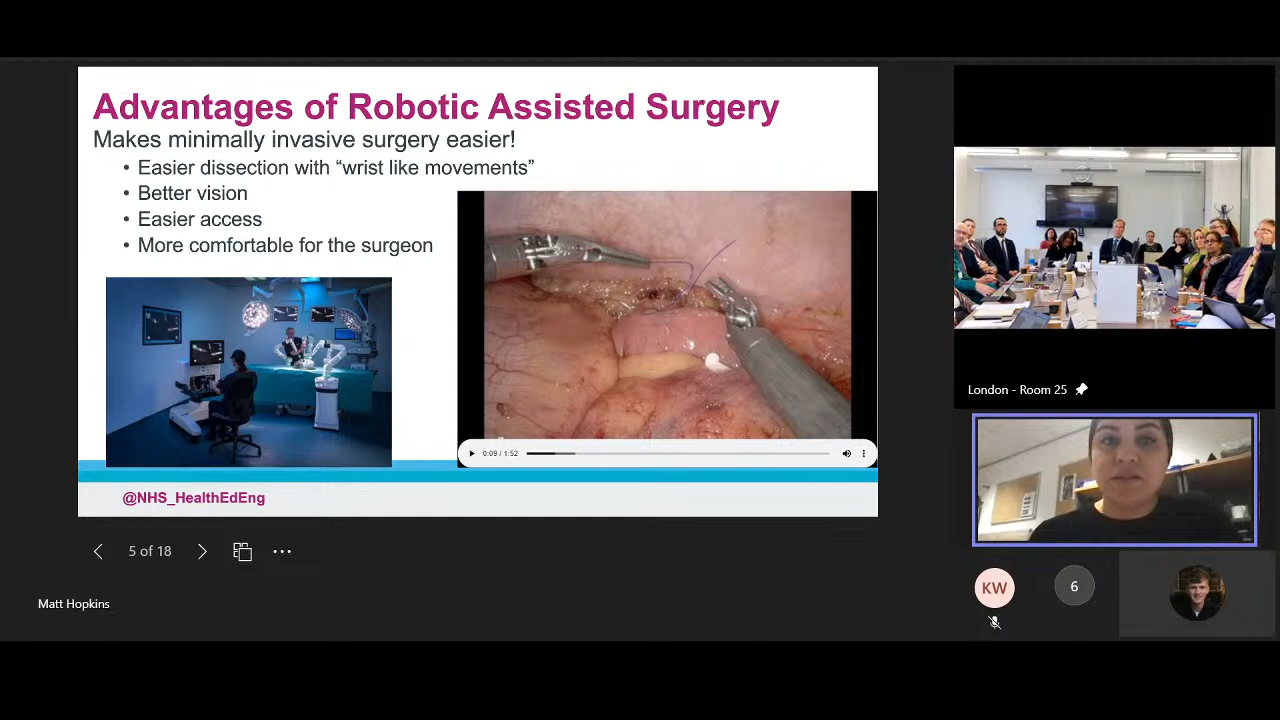 Advantages of Robotic Assisted Surgery
Makes minimally invasive surgery easier!
• Easier dissection with “wrist like movements”
• Better vision
• Easier access
• More comfortable for the surgeon
0:09 / 1:52
@NHS_HealthEdEng
5 of 18
Matt Hopkins
London - Room 25
KW
6